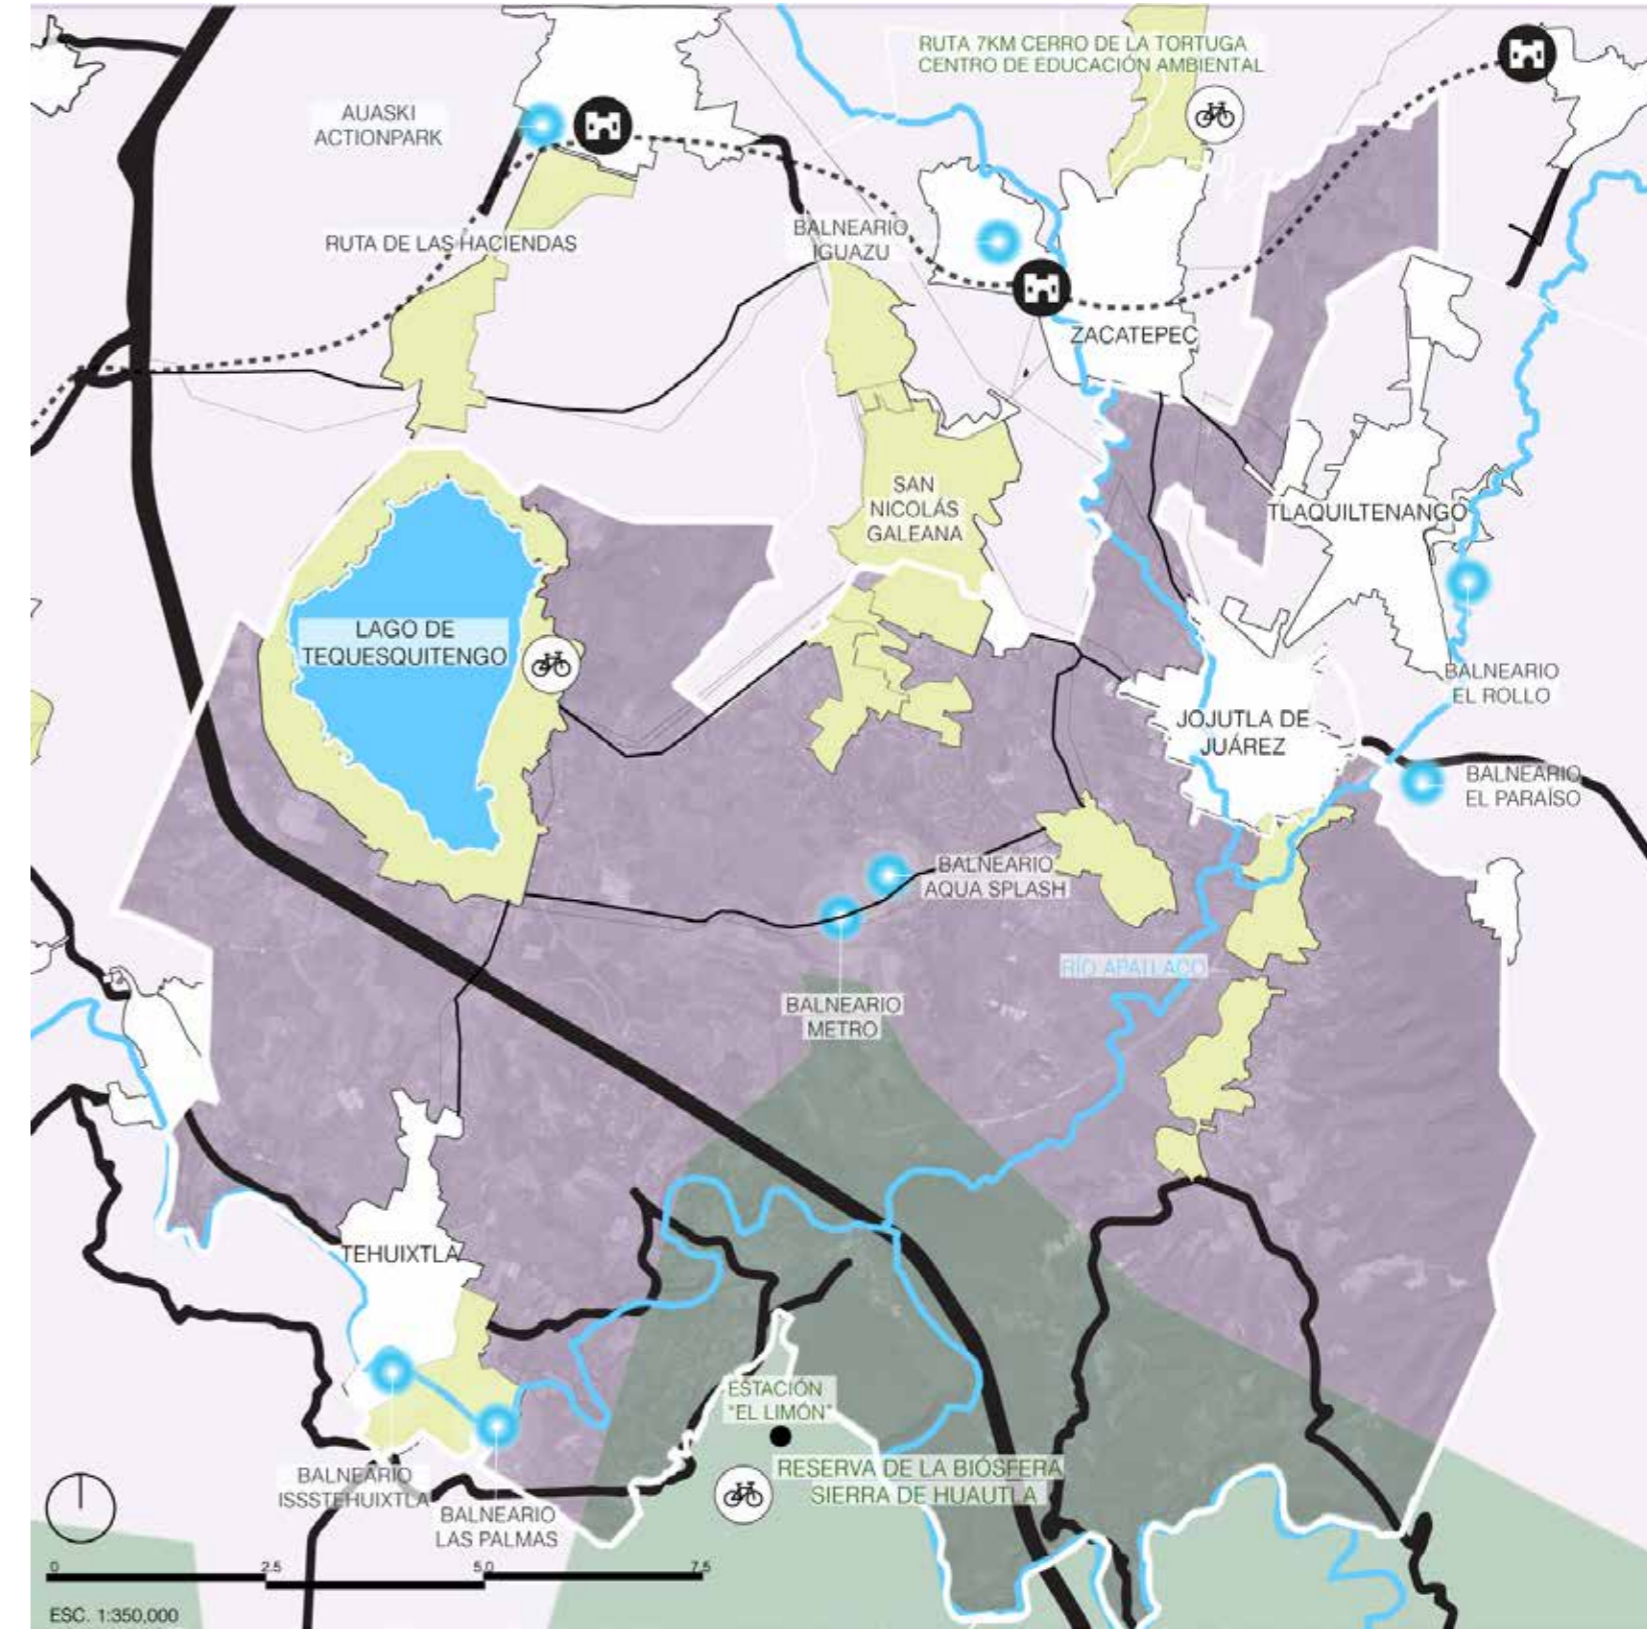 RUTA 7KM CERRO DE LA TORTUGA
CENTRO DE EDUCACIÓN AMBIENTAL
AUASKI
ACTIONPARK
RUTA DE LAS HACIENDAS
BALNEARIO
IGUAZU
ZACATEPEC
SAN
NICOLÁS
GALEANA
TLAQUILTENANGO
LAGO DE
TEQUESQUITENGO
BALNEARIO
EL ROLLO
JOJUTLA DE
JUÁREZ
BALNEARIO
EL PARAÍSO
BALNEARIO
AQUA SPLASH
RÍO APATLACO
BALNEARIO
METRO
TEHUIXTLA
ESTACIÓN
"EL LIMÓN"
RESERVA DE LA BIÓSFERA
SIERRA DE HUAUTLA
BALNEARIO
ISSSTEHUIXTLA
BALNEARIO
LAS PALMAS
0 2.5 5.0 7.5
ESC. 1:350,000